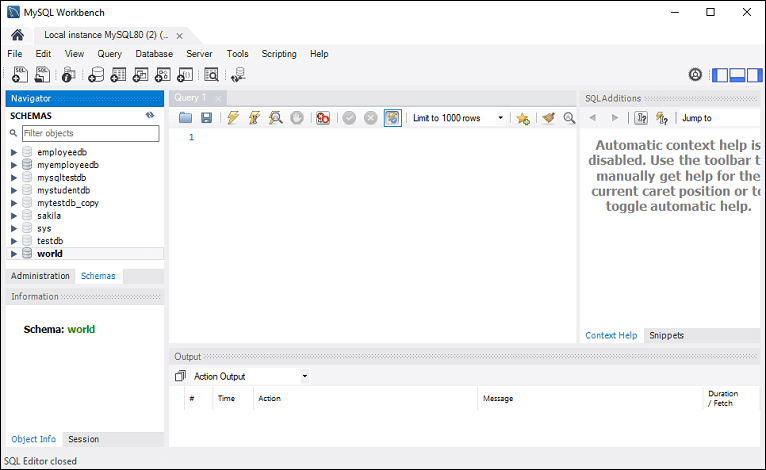 MySQL Workbench
Local instance MySQL80 (2) (...
File Edit View Query Database Server Tools Scripting Help
Navigator
SCHEMAS
Filter objects
employeedb
myemployeedb
mysqltestdb
mystudentdb
mytestdb_copy
sakila
sys
testdb
world
Administration Schemas
Information
Schema: world
Object Info Session
Query 1
Limit to 1000 rows
1
SQLAdditions
Jump to
Automatic context help is
disabled. Use the toolbar t
manually get help for the
current caret position or to
toggle automatic help.
Context Help Snippets
Output
Action Output
# Time Action Message Duration
/ Fetch
SQL Editor closed